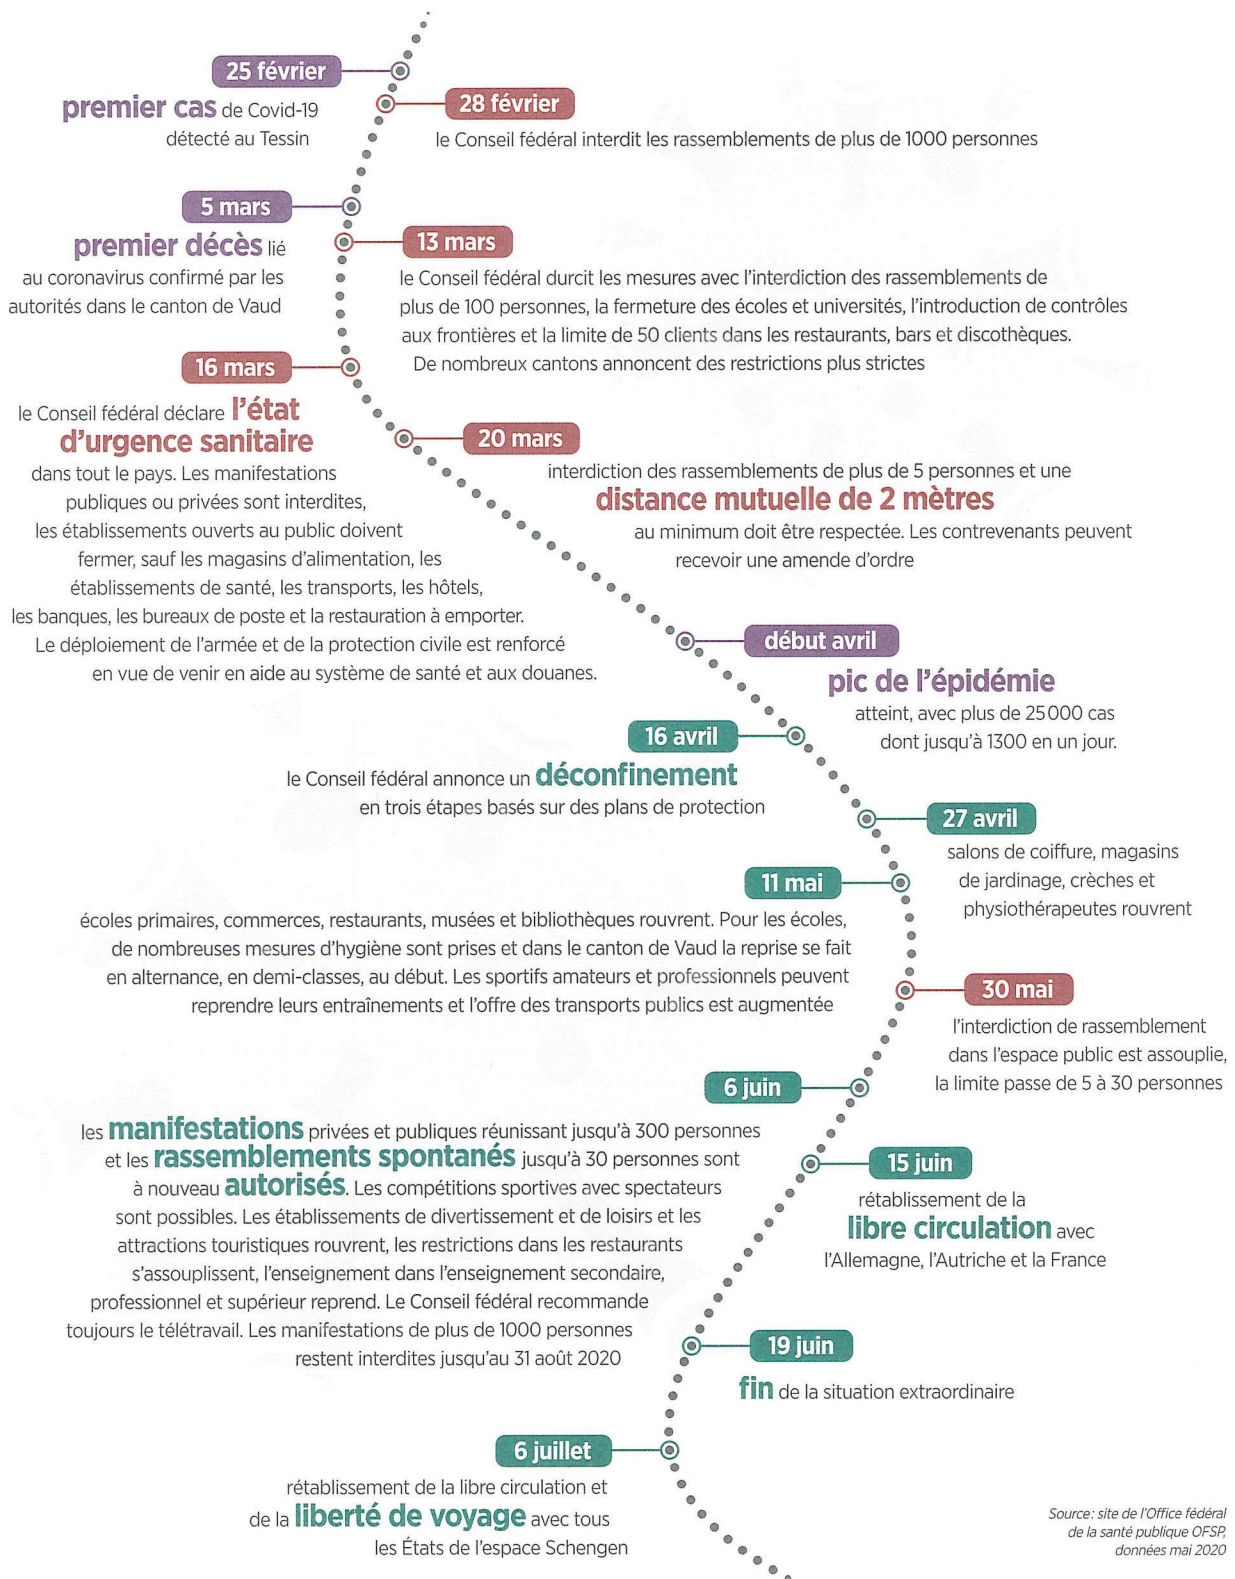 25 février
premier cas de Covid-19
détecté au Tessin
28 février
le Conseil fédéral interdit les rassemblements de plus de 1000 personnes
5 mars
premier décès lié
au coronavirus confirmé par les
autorités dans le canton de Vaud
13 mars
le Conseil fédéral durcit les mesures avec l'interdiction des rassemblements de
plus de 100 personnes, la fermeture des écoles et universités, l'introduction de contrôles
aux frontières et la limite de 50 clients dans les restaurants, bars et discothèques.
De nombreux cantons annoncent des restrictions plus strictes
16 mars
le Conseil fédéral déclare l'état
d'urgence sanitaire
dans tout le pays. Les manifestations
publiques ou privées sont interdites,
les établissements ouverts au public doivent
fermer, sauf les magasins d'alimentation, les
établissements de santé, les transports, les hôtels,
les banques, les bureaux de poste et la restauration à emporter.
Le déploiement de l'armée et de la protection civile est renforcé
en vue de venir en aide au système de santé et aux douanes.
20 mars
interdiction des rassemblements de plus de 5 personnes et une
distance mutuelle de 2 mètres
au minimum doit être respectée. Les contrevenants peuvent
recevoir une amende d'ordre
début avril
pic de l'épidémie
atteint, avec plus de 25000 cas
dont jusqu'à 1300 en un jour.
16 avril
le Conseil fédéral annonce un déconfinement
en trois étapes basés sur des plans de protection
27 avril
salons de coiffure, magasins
de jardinage, crèches et
physiothérapeutes rouvrent
11 mai
écoles primaires, commerces, restaurants, musées et bibliothèques rouvrent. Pour les écoles,
de nombreuses mesures d'hygiène sont prises et dans le canton de Vaud la reprise se fait
en alternance, en demi-classes, au début. Les sportifs amateurs et professionnels peuvent
reprendre leurs entraînements et l'offre des transports publics est augmentée
30 mai
l'interdiction de rassemblement
dans l'espace public est assouplie,
la limite passe de 5 à 30 personnes
6 juin
les manifestations privées et publiques réunissant jusqu'à 300 personnes
et les rassemblements spontanés jusqu'à 30 personnes sont
à nouveau autorisés. Les compétitions sportives avec spectateurs
sont possibles. Les établissements de divertissement et de loisirs et les
attractions touristiques rouvrent, les restrictions dans les restaurants
s'assouplissent, l'enseignement dans l'enseignement secondaire,
professionnel et supérieur reprend. Le Conseil fédéral recommande
toujours le télétravail. Les manifestations de plus de 1000 personnes
restent interdites jusqu'au 31 août 2020
15 juin
rétablissement de la
libre circulation avec
l'Allemagne, l'Autriche et la France
19 juin
fin de la situation extraordinaire
6 juillet
rétablissement de la libre circulation et
de la liberté de voyage avec tous
les États de l'espace Schengen
Source: site de l'Office fédéral
de la santé publique OFSP,
données mai 2020